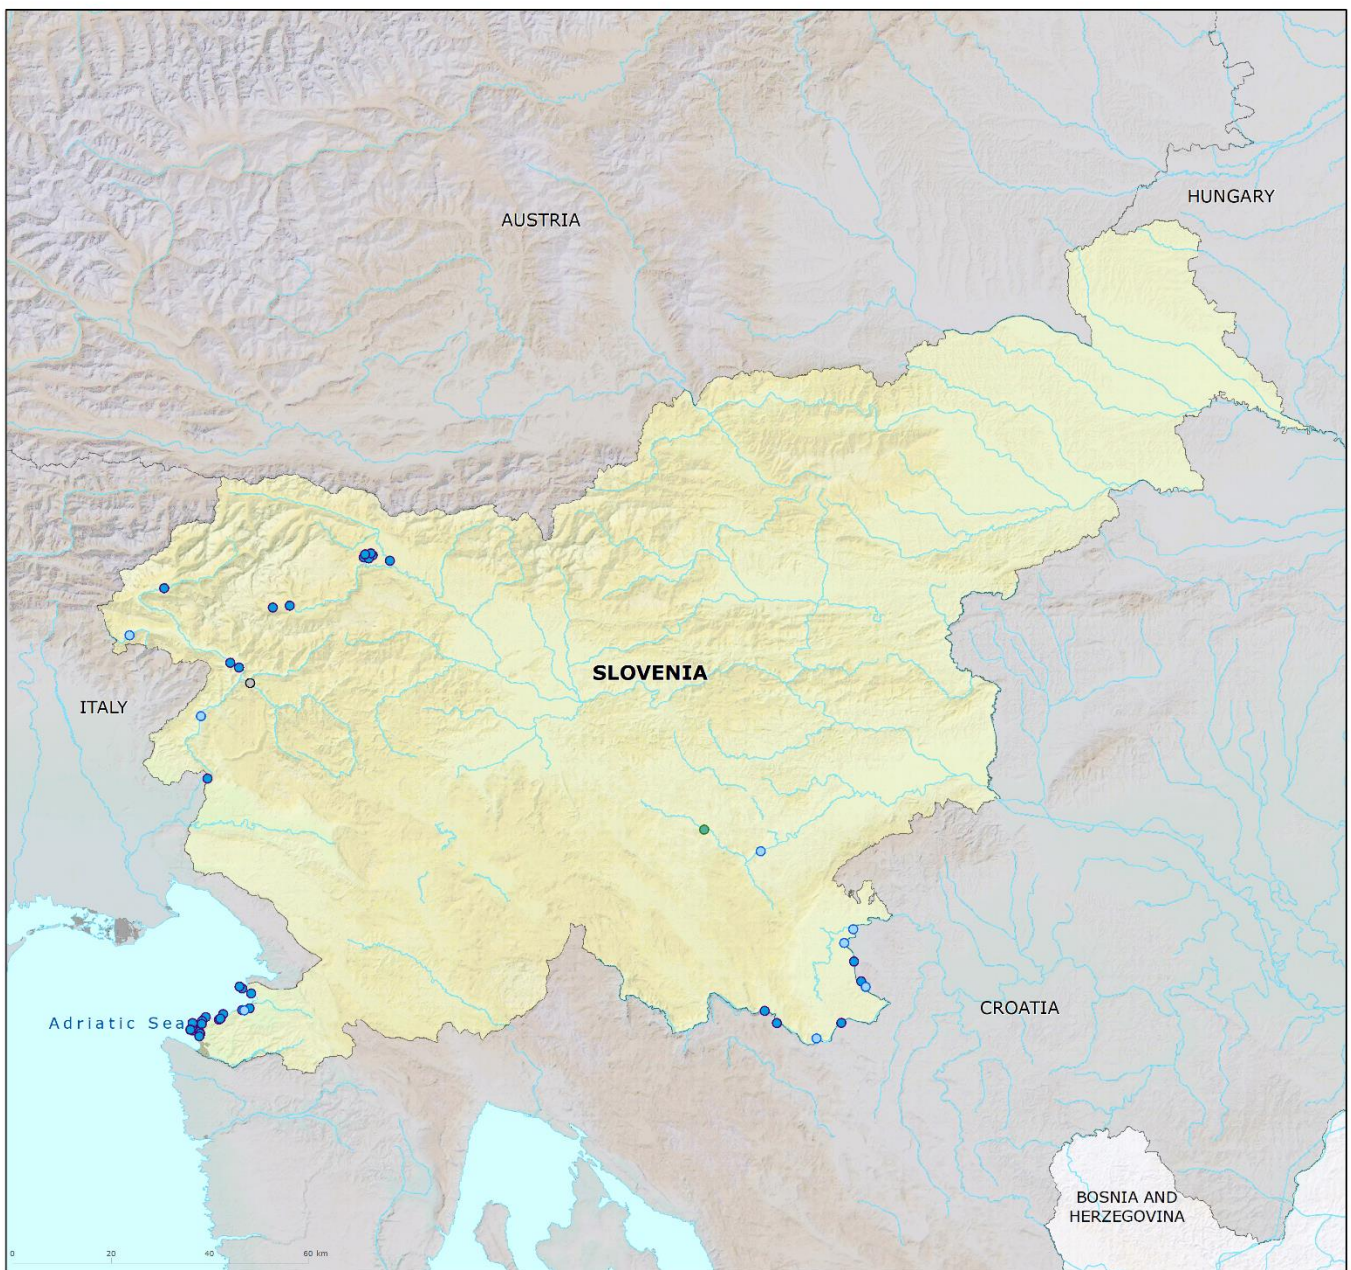 HUNGARY
AUSTRIA
SLOVENIA
ITALY
CROATIA
Adriatic Sea
BOSNIA AND
HERZEGOVINA
0 20 40 60 km